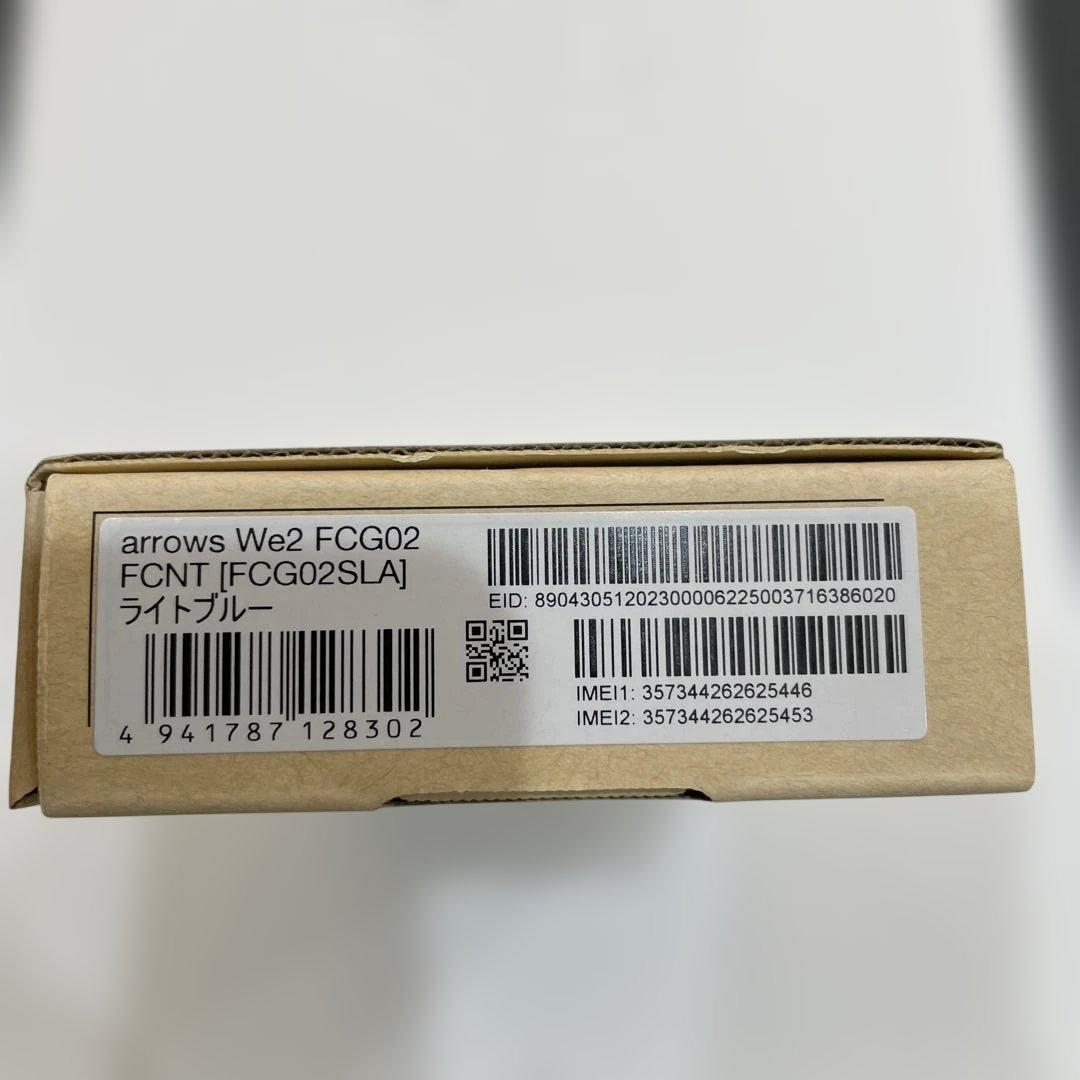 arrows We2 FCG02
FCNT [FCG02SLA]
ライトブルー
4 941787 128302
EID: 89043051202300006225003716386020
IMEI1: 357344262625446
IMEI2: 357344262625453